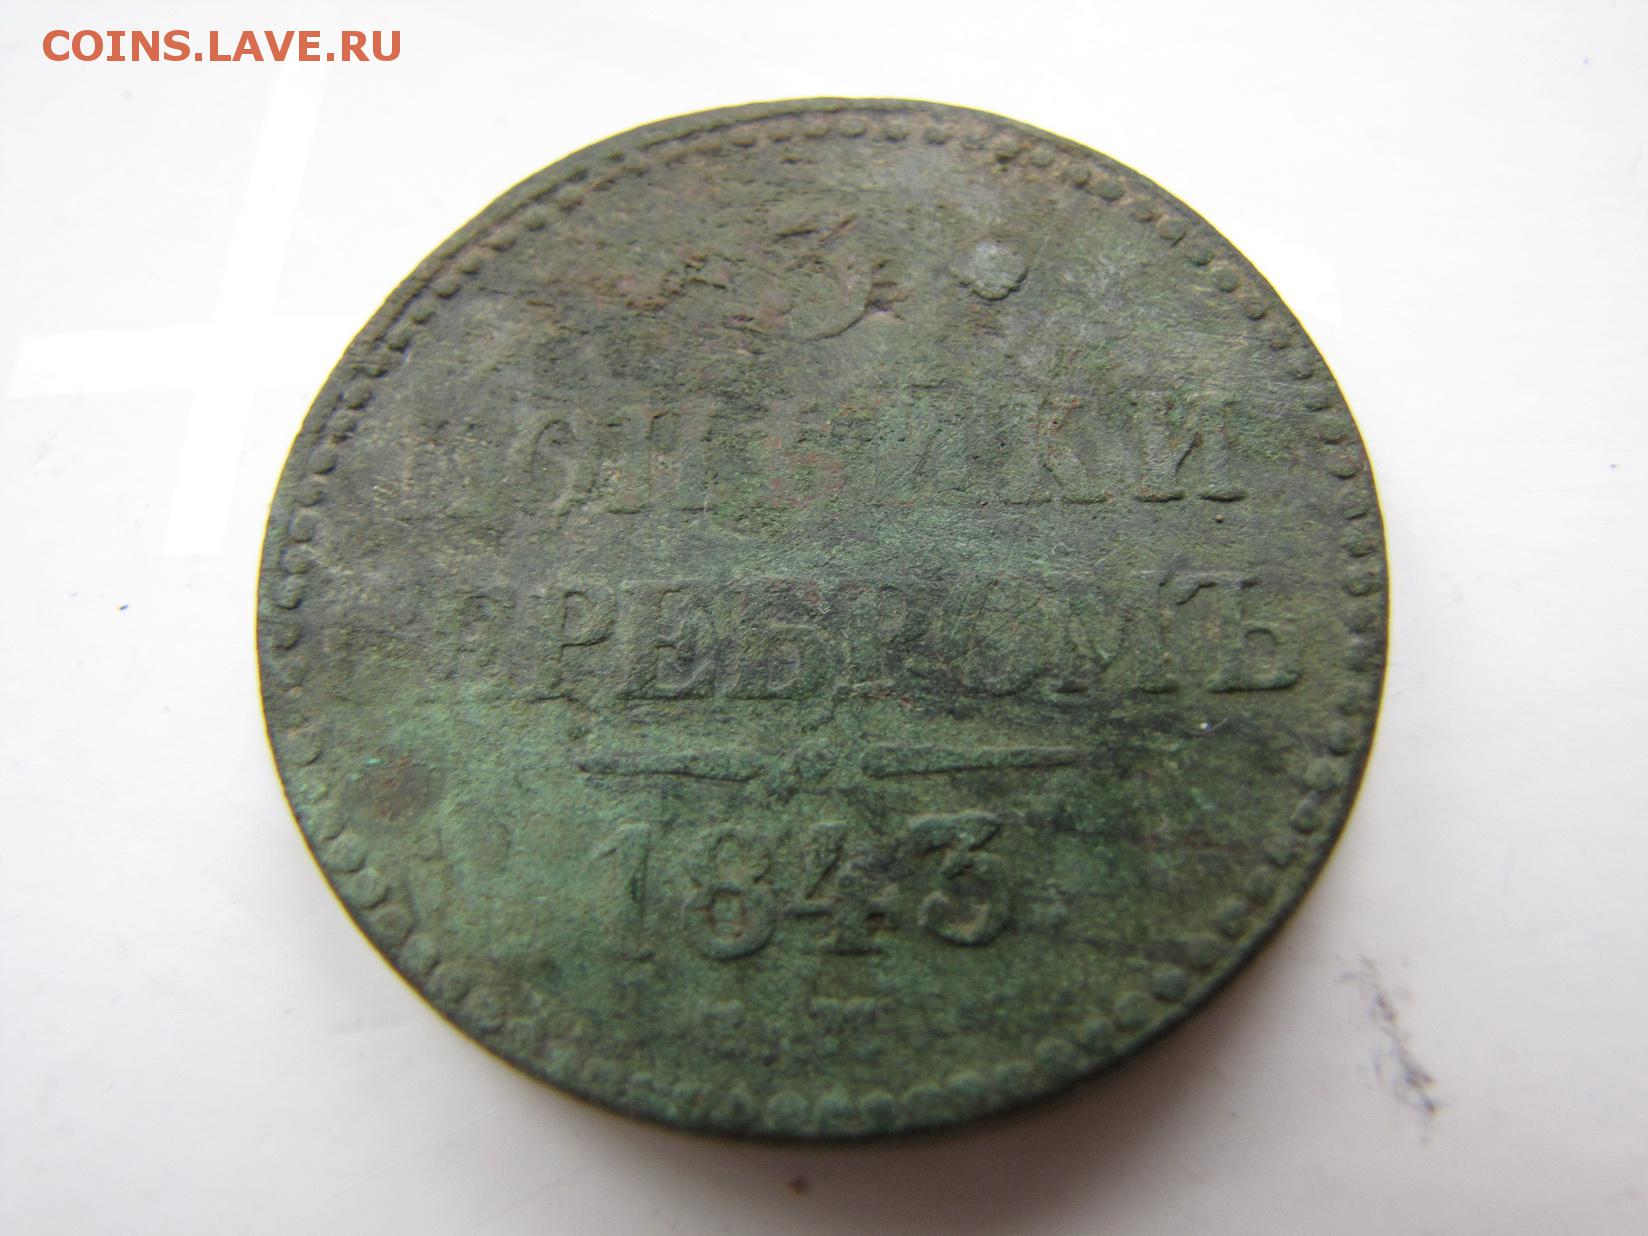 COINS.LAVE.RU
3
КОПѢЙКИ
СЕРЕБРОМЪ
1843